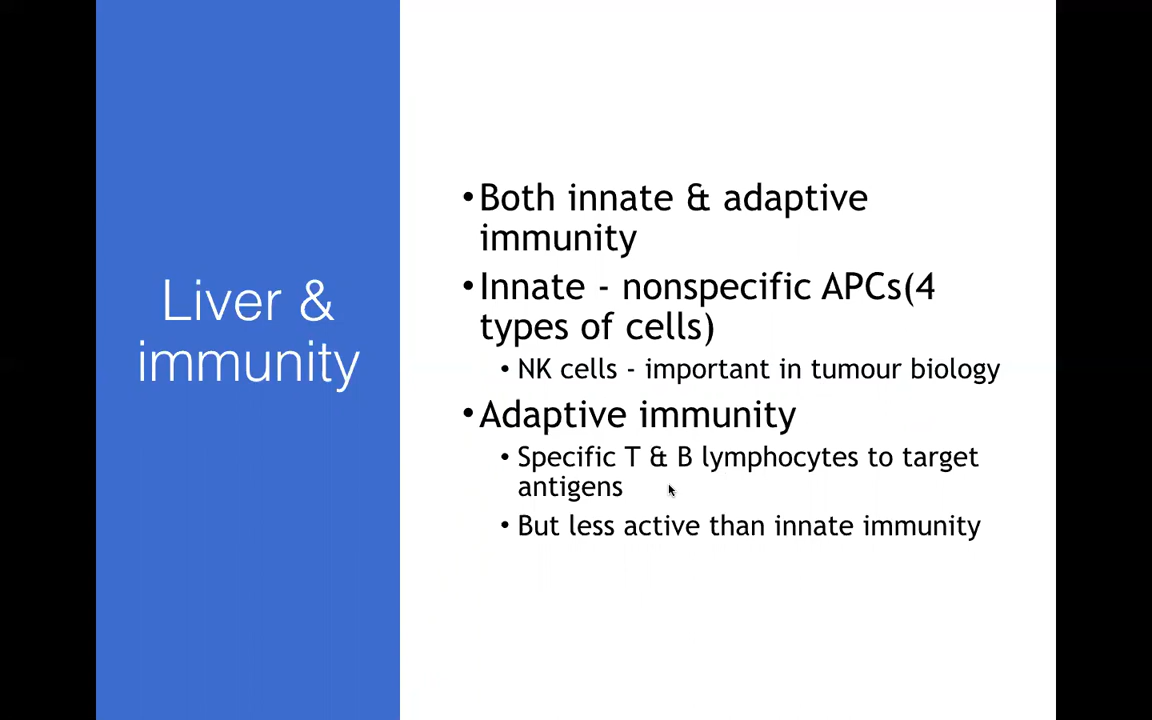 Liver &
immunity
•Both innate & adaptive
immunity
•Innate - nonspecific APCs(4
types of cells)
• NK cells - important in tumour biology
•Adaptive immunity
• Specific T & B lymphocytes to target
antigens
• But less active than innate immunity